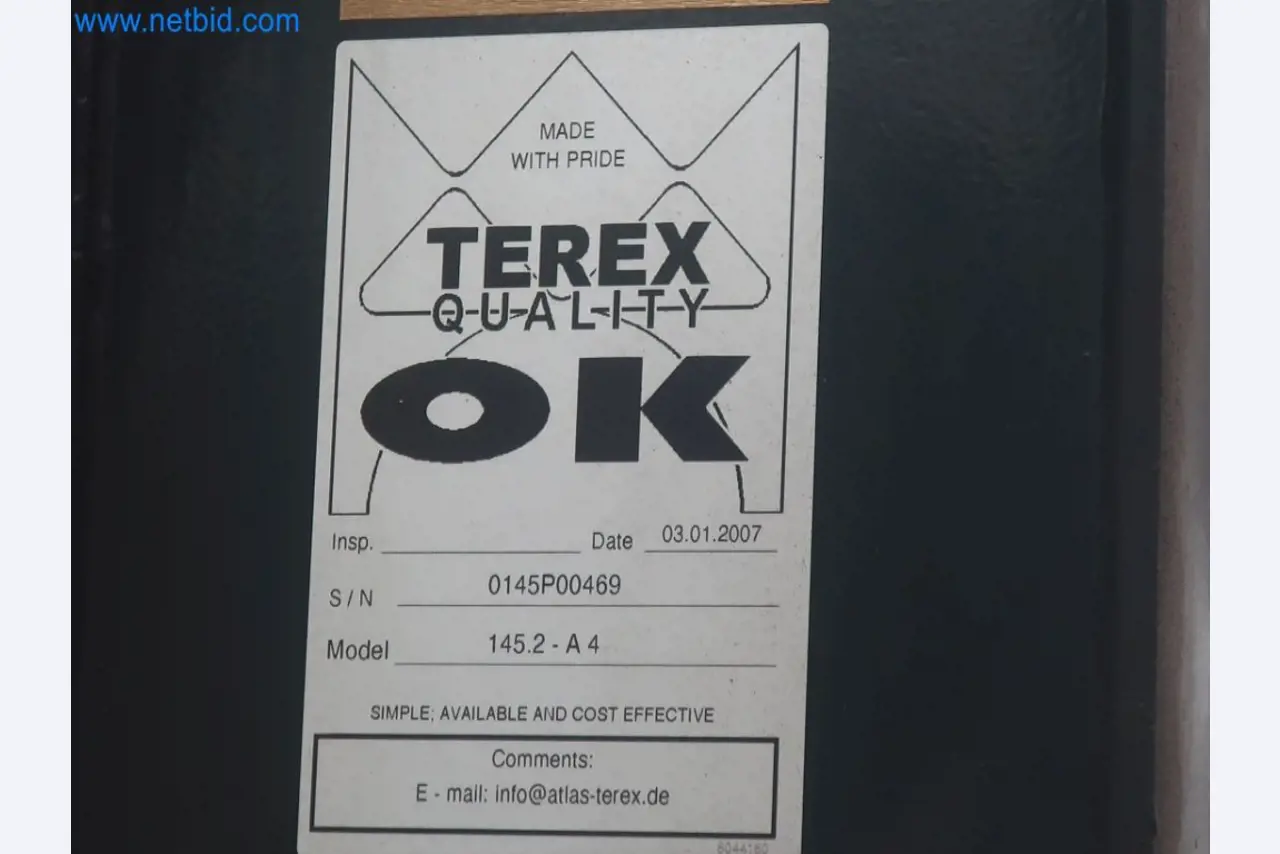 www.netbid.com
MADE
WITH PRIDE
TEREX
QUALITY
OK
Insp. Date 03.01.2007
S / N 0145P00469
Model 145.2 - A 4
SIMPLE; AVAILABLE AND COST EFFECTIVE
Comments:
E - mail: info@atlas-terex.de